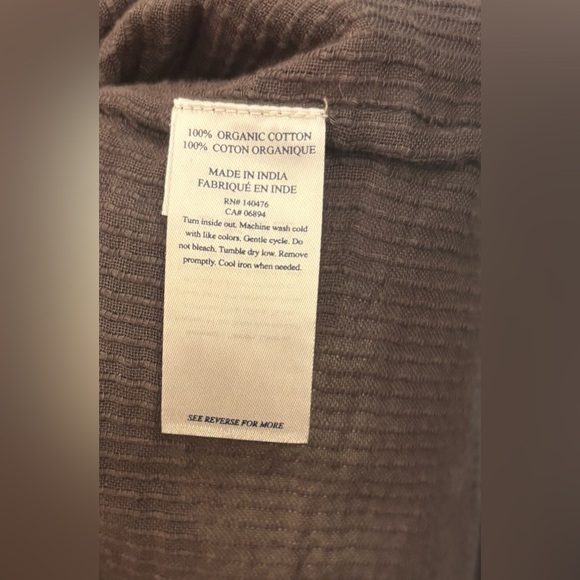 100% ORGANIC COTTON
100% COTON ORGANIQUE
MADE IN INDIA
FABRIQUÉ EN INDE
RN# 140476
CA# 06894
Turn inside out. Machine wash cold
with like colors. Gentle cycle. Do
not bleach. Tumble dry low. Remove
promptly. Cool iron when needed.
SEE REVERSE FOR MORE